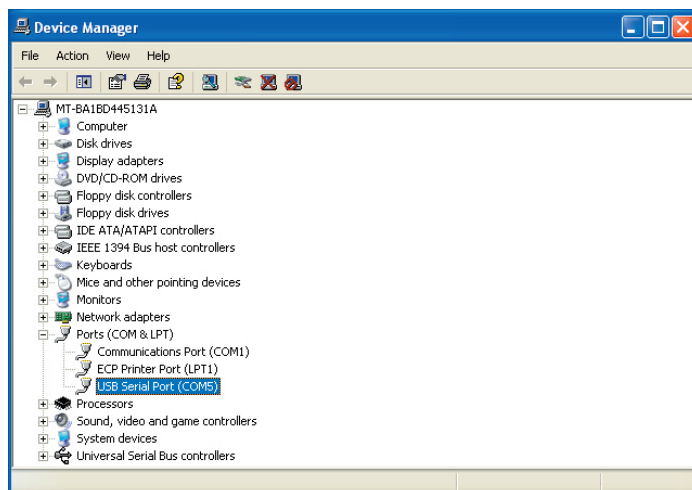 Device Manager
File Action View Help
MT-BA1BD445131A
Computer
Disk drives
Display adapters
DVD/CD-ROM drives
Floppy disk controllers
Floppy disk drives
IDE ATA/ATAPI controllers
IEEE 1394 Bus host controllers
Keyboards
Mice and other pointing devices
Monitors
Network adapters
Ports (COM & LPT)
Communications Port (COM1)
ECP Printer Port (LPT1)
USB Serial Port (COM5)
Processors
Sound, video and game controllers
System devices
Universal Serial Bus controllers